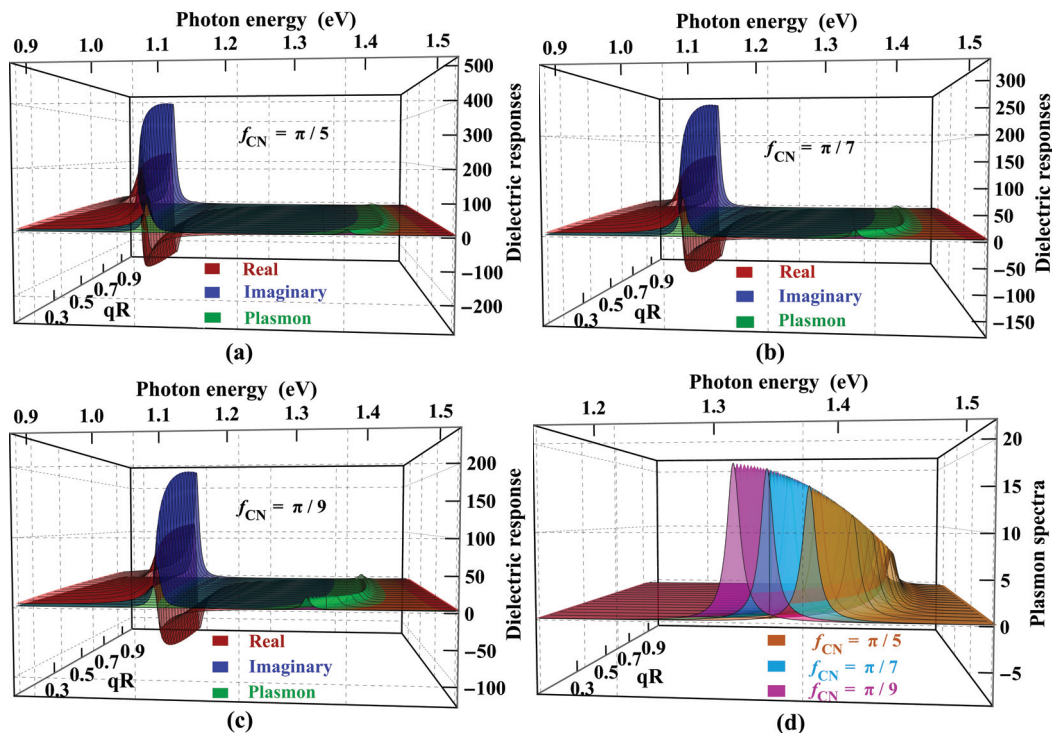 Photon energy (eV)
0.9 1.0 1.1 1.2 1.3 1.4 1.5
500
400
300
200
100
0
−100
−200
Dielectric responses
f_CN = π / 5
0.3 0.5 0.7 0.9
qR
Real
Imaginary
Plasmon
(a)
Photon energy (eV)
0.9 1.0 1.1 1.2 1.3 1.4 1.5
300
250
200
150
100
50
0
−50
−100
−150
Dielectric responses
f_CN = π / 7
0.3 0.5 0.7 0.9
qR
Real
Imaginary
Plasmon
(b)
Photon energy (eV)
0.9 1.0 1.1 1.2 1.3 1.4 1.5
200
150
100
50
0
−50
−100
Dielectric response
f_CN = π / 9
0.3 0.5 0.7 0.9
qR
Real
Imaginary
Plasmon
(c)
Photon energy (eV)
1.2 1.3 1.4 1.5
20
15
10
5
0
−5
Plasmon spectra
0.3 0.5 0.7 0.9
qR
f_CN = π / 5
f_CN = π / 7
f_CN = π / 9
(d)